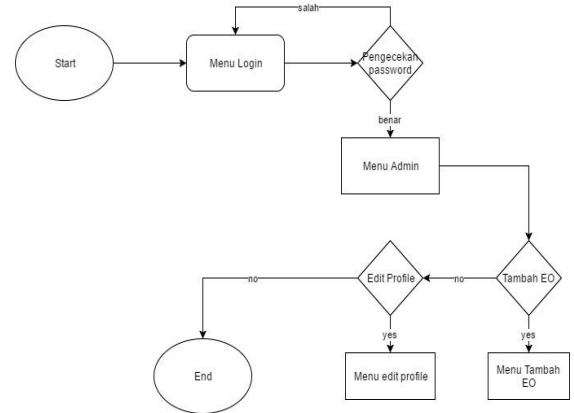 salah
Start
Menu Login
Pengecekan
password
benar
Menu Admin
Tambah EO
no
Edit Profile
no
yes
yes
End
Menu edit profile
Menu Tambah
EO